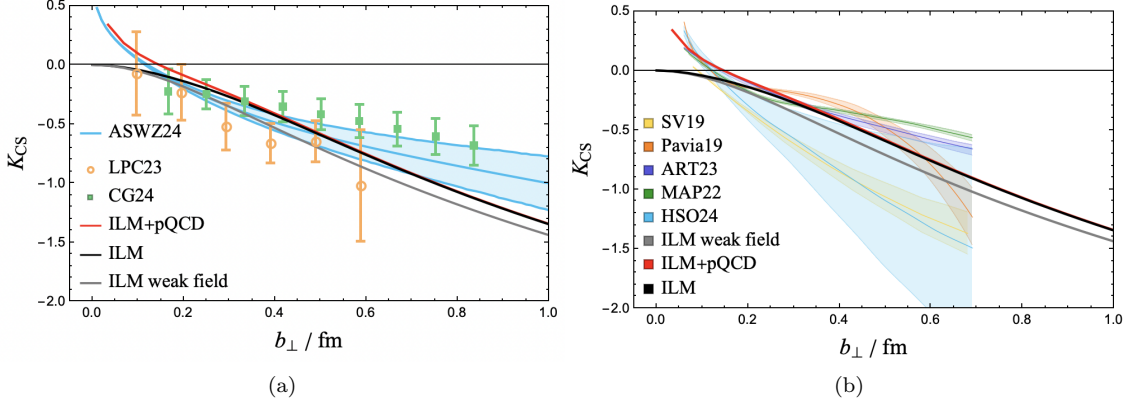 0.5
0.0
-0.5
-1.0
-1.5
-2.0
K_CS
ASWZ24
LPC23
CG24
ILM+pQCD
ILM
ILM weak field
0.0 0.2 0.4 0.6 0.8 1.0
b⊥ / fm
(a)
0.5
0.0
-0.5
-1.0
-1.5
-2.0
K_CS
SV19
Pavia19
ART23
MAP22
HSO24
ILM weak field
ILM+pQCD
ILM
0.0 0.2 0.4 0.6 0.8 1.0
b⊥ / fm
(b)